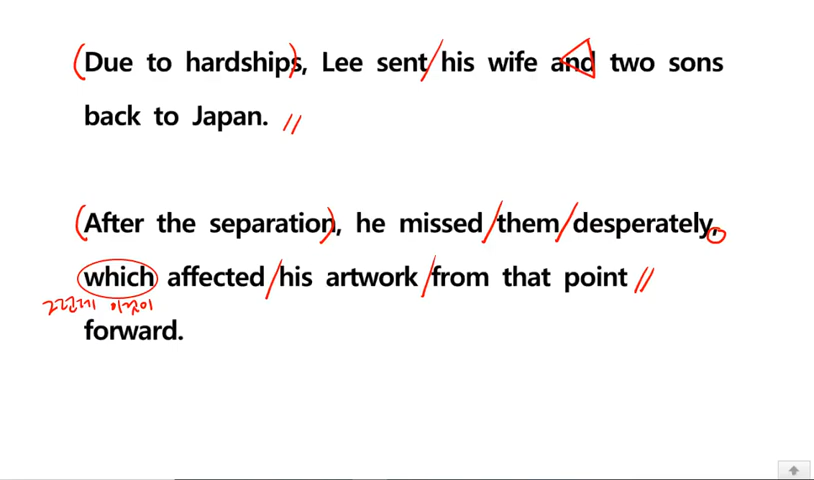 Due to hardships, Lee sent his wife and two sons
back to Japan.
After the separation, he missed them desperately,
which affected his artwork from that point
그런데 이것이
forward.